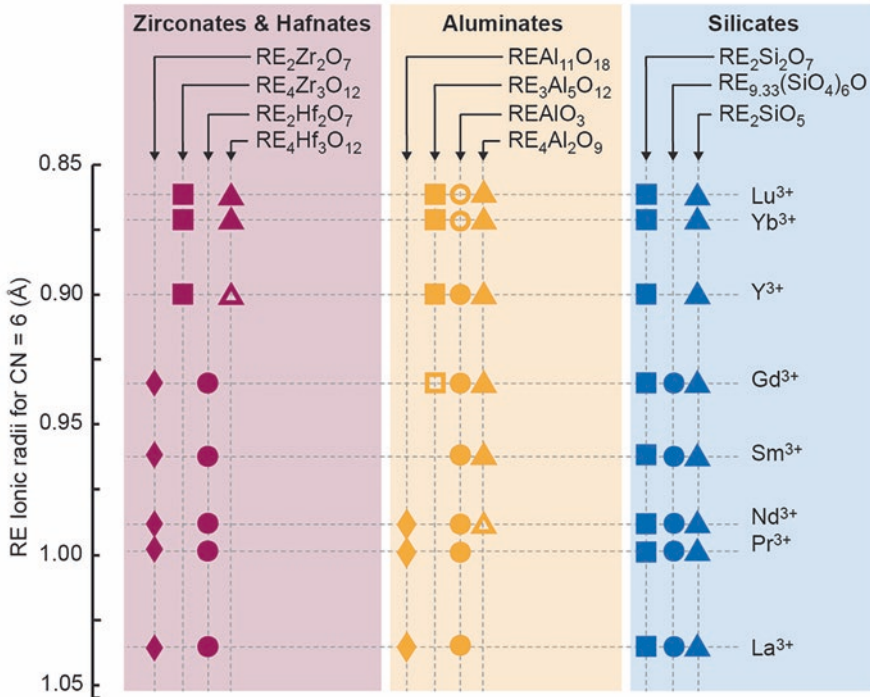 Zirconates & Hafnates
RE₂Zr₂O₇
RE₄Zr₃O₁₂
RE₂Hf₂O₇
RE₄Hf₃O₁₂
Aluminates
REAl₁₁O₁₈
RE₃Al₅O₁₂
REAlO₃
RE₄Al₂O₉
Silicates
RE₂Si₂O₇
RE₉.₃₃(SiO₄)₆O
RE₂SiO₅
RE Ionic radii for CN = 6 (Å)
0.85
0.90
0.95
1.00
1.05
Lu³⁺
Yb³⁺
Y³⁺
Gd³⁺
Sm³⁺
Nd³⁺
Pr³⁺
La³⁺